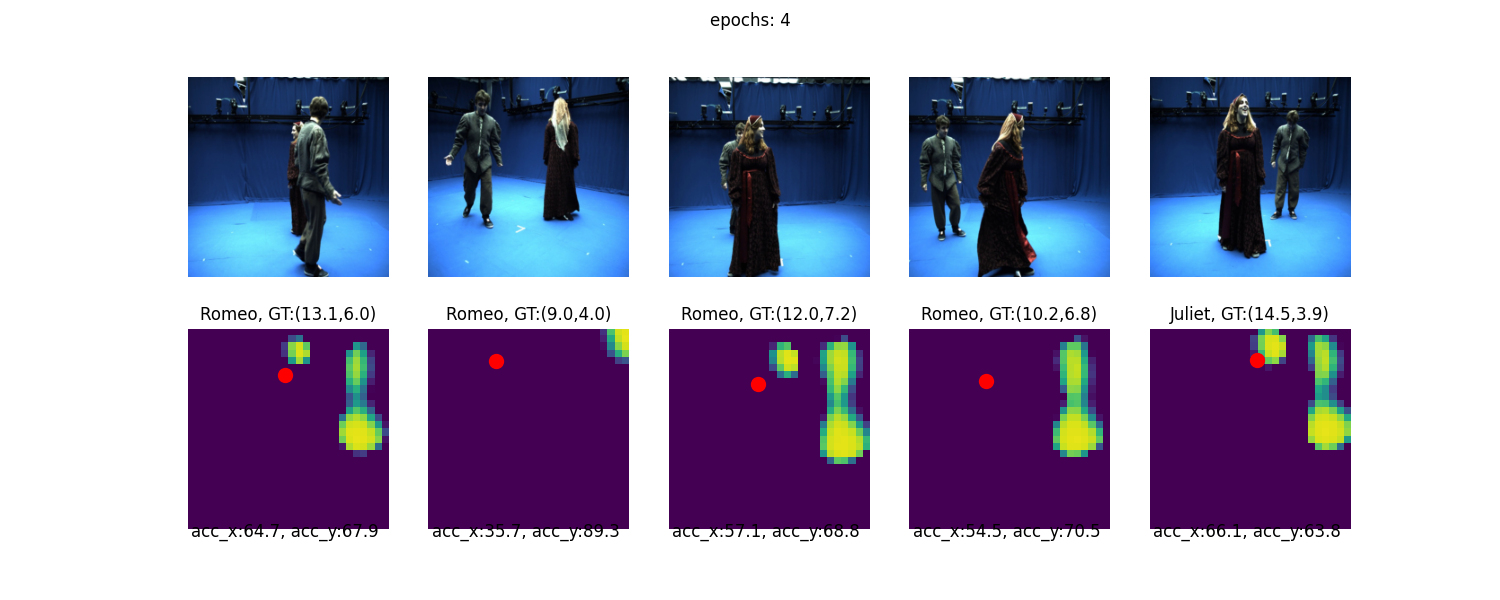 epochs: 4
Romeo, GT:(13.1,6.0)
Romeo, GT:(9.0,4.0)
Romeo, GT:(12.0,7.2)
Romeo, GT:(10.2,6.8)
Juliet, GT:(14.5,3.9)
acc_x:64.7, acc_y:67.9
acc_x:35.7, acc_y:89.3
acc_x:57.1, acc_y:68.8
acc_x:54.5, acc_y:70.5
acc_x:66.1, acc_y:63.8